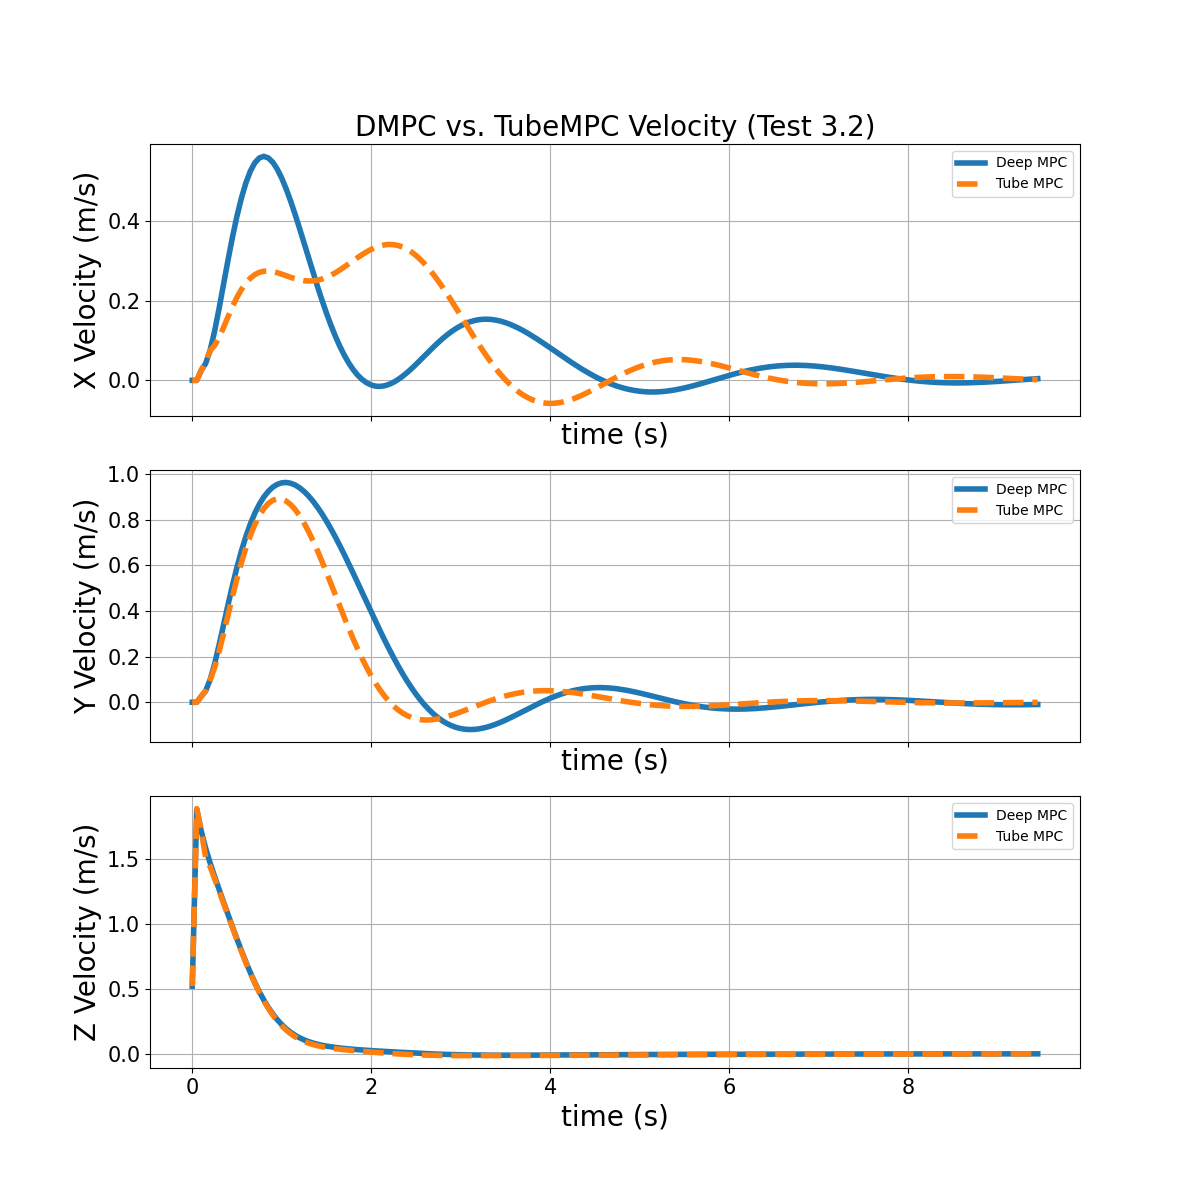 DMPC vs. TubeMPC Velocity (Test 3.2)
X Velocity (m/s)
0.4
0.2
0.0
Deep MPC
Tube MPC
time (s)
Y Velocity (m/s)
1.0
0.8
0.6
0.4
0.2
0.0
Deep MPC
Tube MPC
time (s)
Z Velocity (m/s)
1.5
1.0
0.5
0.0
Deep MPC
Tube MPC
0 2 4 6 8
time (s)